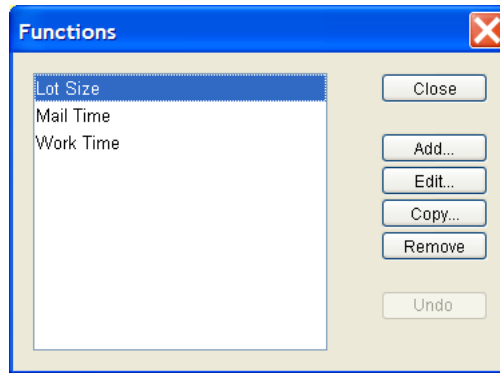 Functions
Lot Size
Mail Time
Work Time
Close
Add...
Edit...
Copy...
Remove
Undo